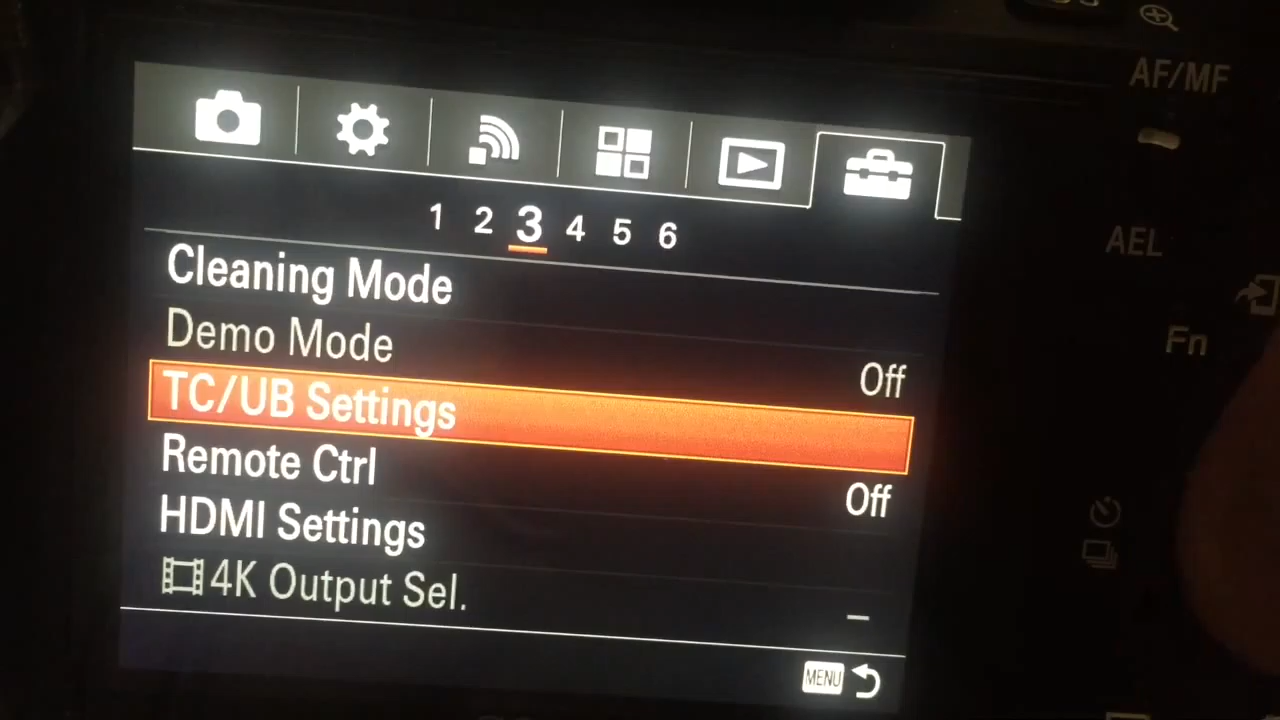 AF/MF
1 2 3 4 5 6
AEL
Cleaning Mode
Demo Mode Off
Fn
TC/UB Settings
Remote Ctrl Off
HDMI Settings
4K Output Sel. –
MENU